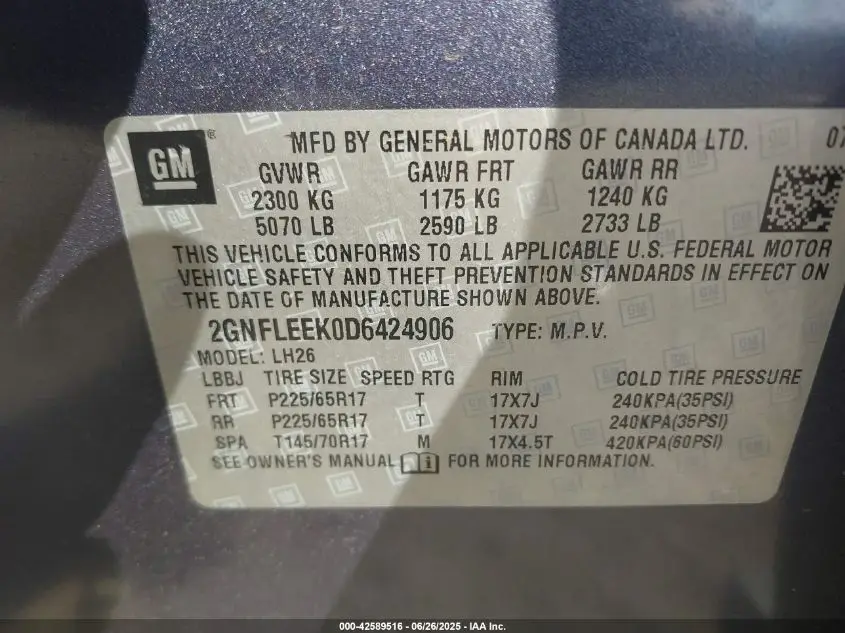 GM
®
MFD BY GENERAL MOTORS OF CANADA LTD. 07
GVWR GAWR FRT GAWR RR
2300 KG 1175 KG 1240 KG
5070 LB 2590 LB 2733 LB
THIS VEHICLE CONFORMS TO ALL APPLICABLE U.S. FEDERAL MOTOR
VEHICLE SAFETY AND THEFT PREVENTION STANDARDS IN EFFECT ON
THE DATE OF MANUFACTURE SHOWN ABOVE.
2GNFLEEK0D6424906 TYPE: M.P.V.
MODEL: LH26
LBBJ TIRE SIZE SPEED RTG RIM COLD TIRE PRESSURE
FRT P225/65R17 T 17X7J 240KPA(35PSI)
RR P225/65R17 T 17X7J 240KPA(35PSI)
SPA T145/70R17 M 17X4.5T 420KPA(60PSI)
SEE OWNER'S MANUAL FOR MORE INFORMATION.
000-42589516 - 06/26/2025 - IAA Inc.